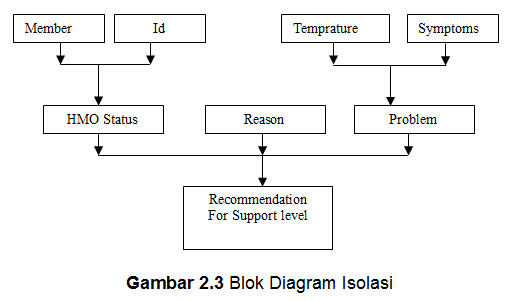 Member
Id
Temprature
Symptoms
HMO Status
Reason
Problem
Recommendation
For Support level
Gambar 2.3 Blok Diagram Isolasi